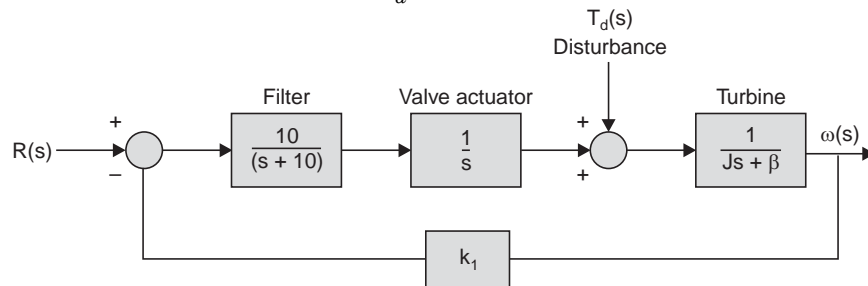 d
T_d(s)
Disturbance
Filter
Valve actuator
Turbine
+
+
R(s)
10
(s + 10)
1
s
1
Js + β
ω(s)
–
+
k_1